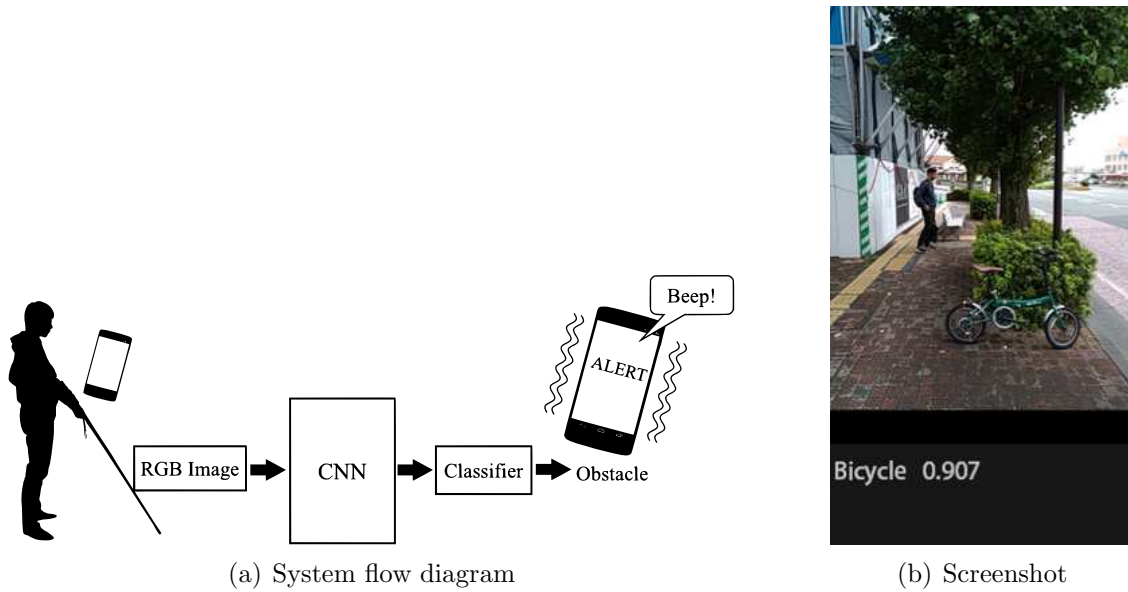 Beep!
ALERT
RGB Image
CNN
Classifier
Obstacle
(a) System flow diagram
Bicycle 0.907
(b) Screenshot